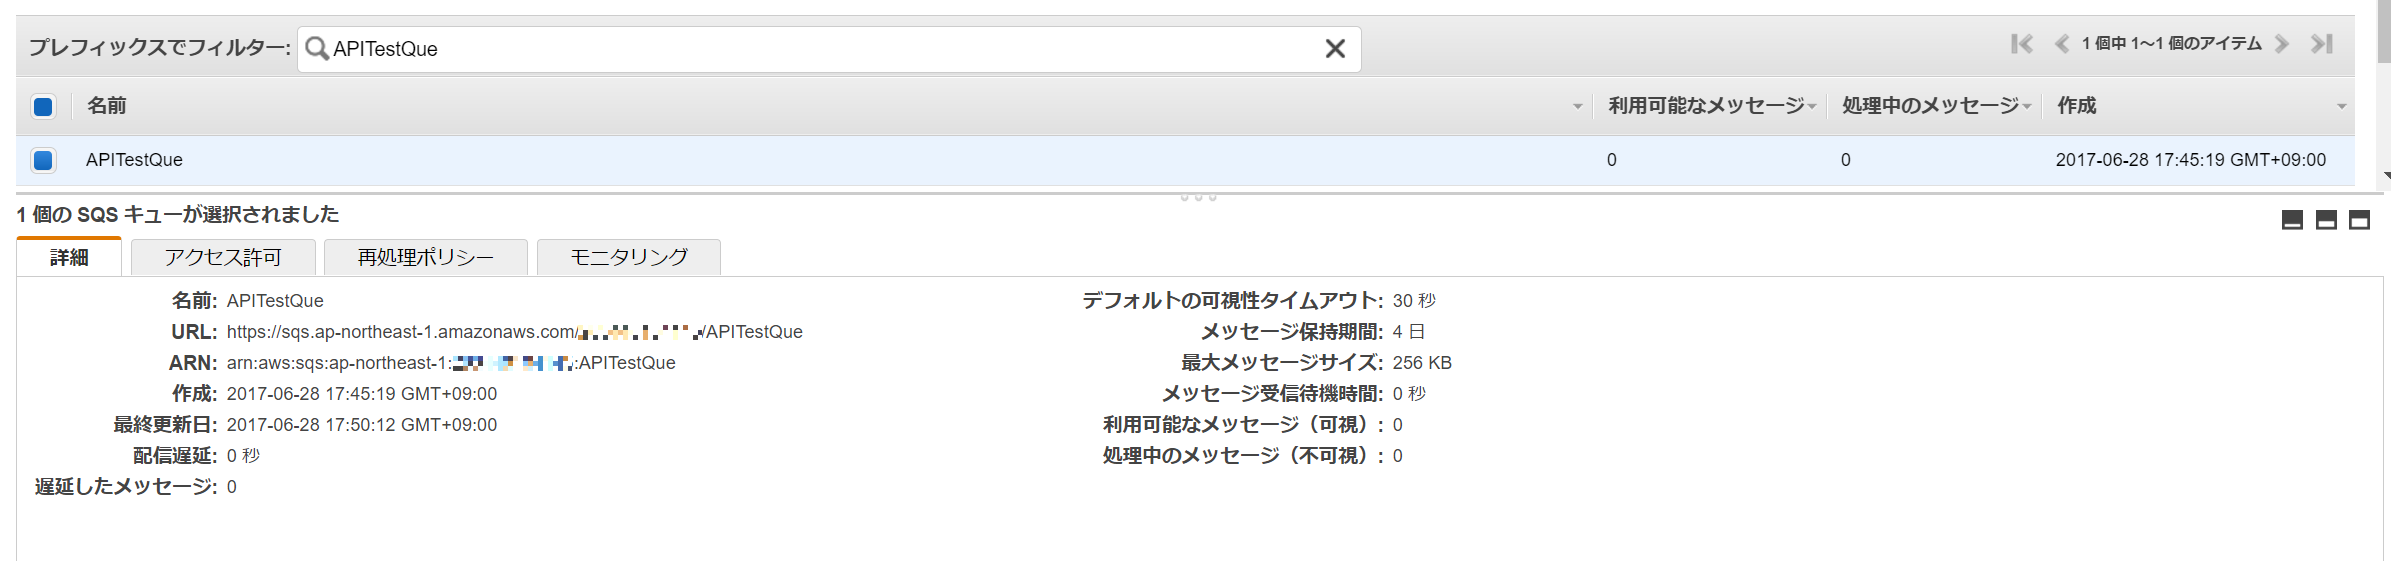 プレフィックスでフィルター: APITestQue 1 個中 1～1 個のアイテム
名前 利用可能なメッセージ 処理中のメッセージ 作成
APITestQue 0 0 2017-06-28 17:45:19 GMT+09:00
1 個の SQS キューが選択されました
詳細 アクセス許可 再処理ポリシー モニタリング
名前: APITestQue
URL: https://sqs.ap-northeast-1.amazonaws.com/ /APITestQue
ARN: arn:aws:sqs:ap-northeast-1: :APITestQue
作成: 2017-06-28 17:45:19 GMT+09:00
最終更新日: 2017-06-28 17:50:12 GMT+09:00
配信遅延: 0 秒
遅延したメッセージ: 0
デフォルトの可視性タイムアウト: 30 秒
メッセージ保持期間: 4 日
最大メッセージサイズ: 256 KB
メッセージ受信待機時間: 0 秒
利用可能なメッセージ（可視）: 0
処理中のメッセージ（不可視）: 0